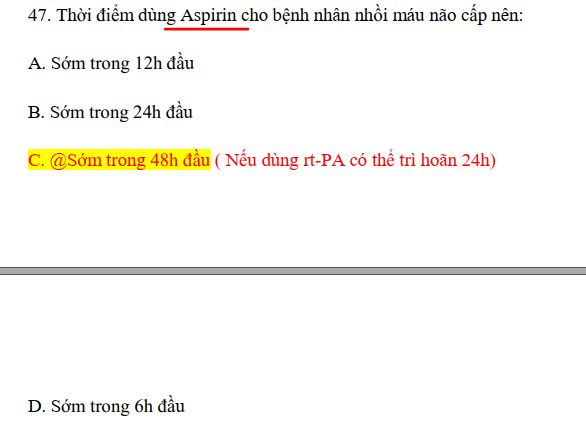 47. Thời điểm dùng Aspirin cho bệnh nhân nhồi máu não cấp nên:
A. Sớm trong 12h đầu
B. Sớm trong 24h đầu
C. @Sớm trong 48h đầu ( Nếu dùng rt-PA có thể trì hoãn 24h)
D. Sớm trong 6h đầu